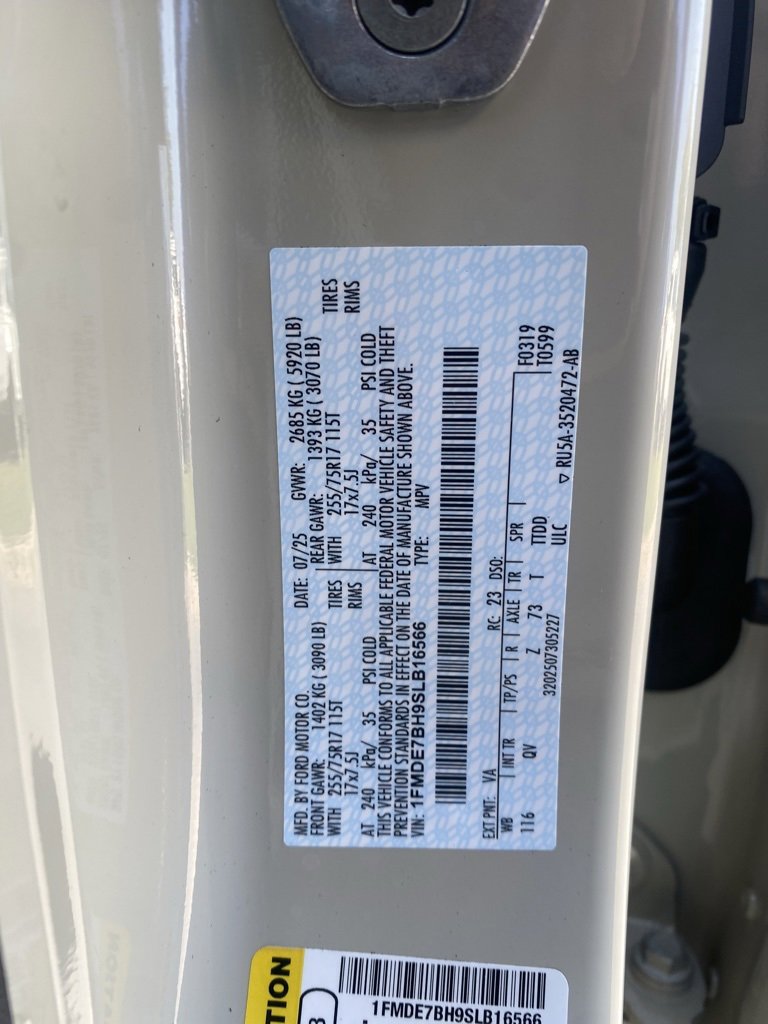 MFD. BY FORD MOTOR CO.
DATE: 07/25 GVWR: 2685 KG ( 5920 LB)
FRONT GAWR: 1402 KG ( 3090 LB) REAR GAWR: 1393 KG ( 3070 LB)
WITH 255/75R17 115T TIRES WITH 255/75R17 115T TIRES
17x7.5J RIMS 17x7.5J RIMS
AT 240 kPa/ 35 PSI COLD AT 240 kPa/ 35 PSI COLD
THIS VEHICLE CONFORMS TO ALL APPLICABLE FEDERAL MOTOR VEHICLE SAFETY AND THEFT
PREVENTION STANDARDS IN EFFECT ON THE DATE OF MANUFACTURE SHOWN ABOVE.
VIN: 1FMDE7BH9SLB16566 TYPE: MPV
EXT PNT: VA RC: 23 DSO:
WB INT TR TP/PS R AXLE TR SPR F0319
116 QV Z 73 T TTDD T0599
3202507305227 ULC
▽ RU5A-3520472-AB
TION
1FMDE7BH9SLB16566